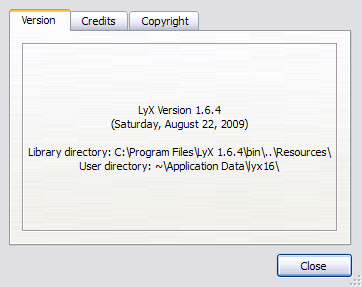 Version Credits Copyright
LyX Version 1.6.4
(Saturday, August 22, 2009)
Library directory: C:\Program Files\LyX 1.6.4\bin\..\Resources\
User directory: ~\Application Data\lyx16\
Close